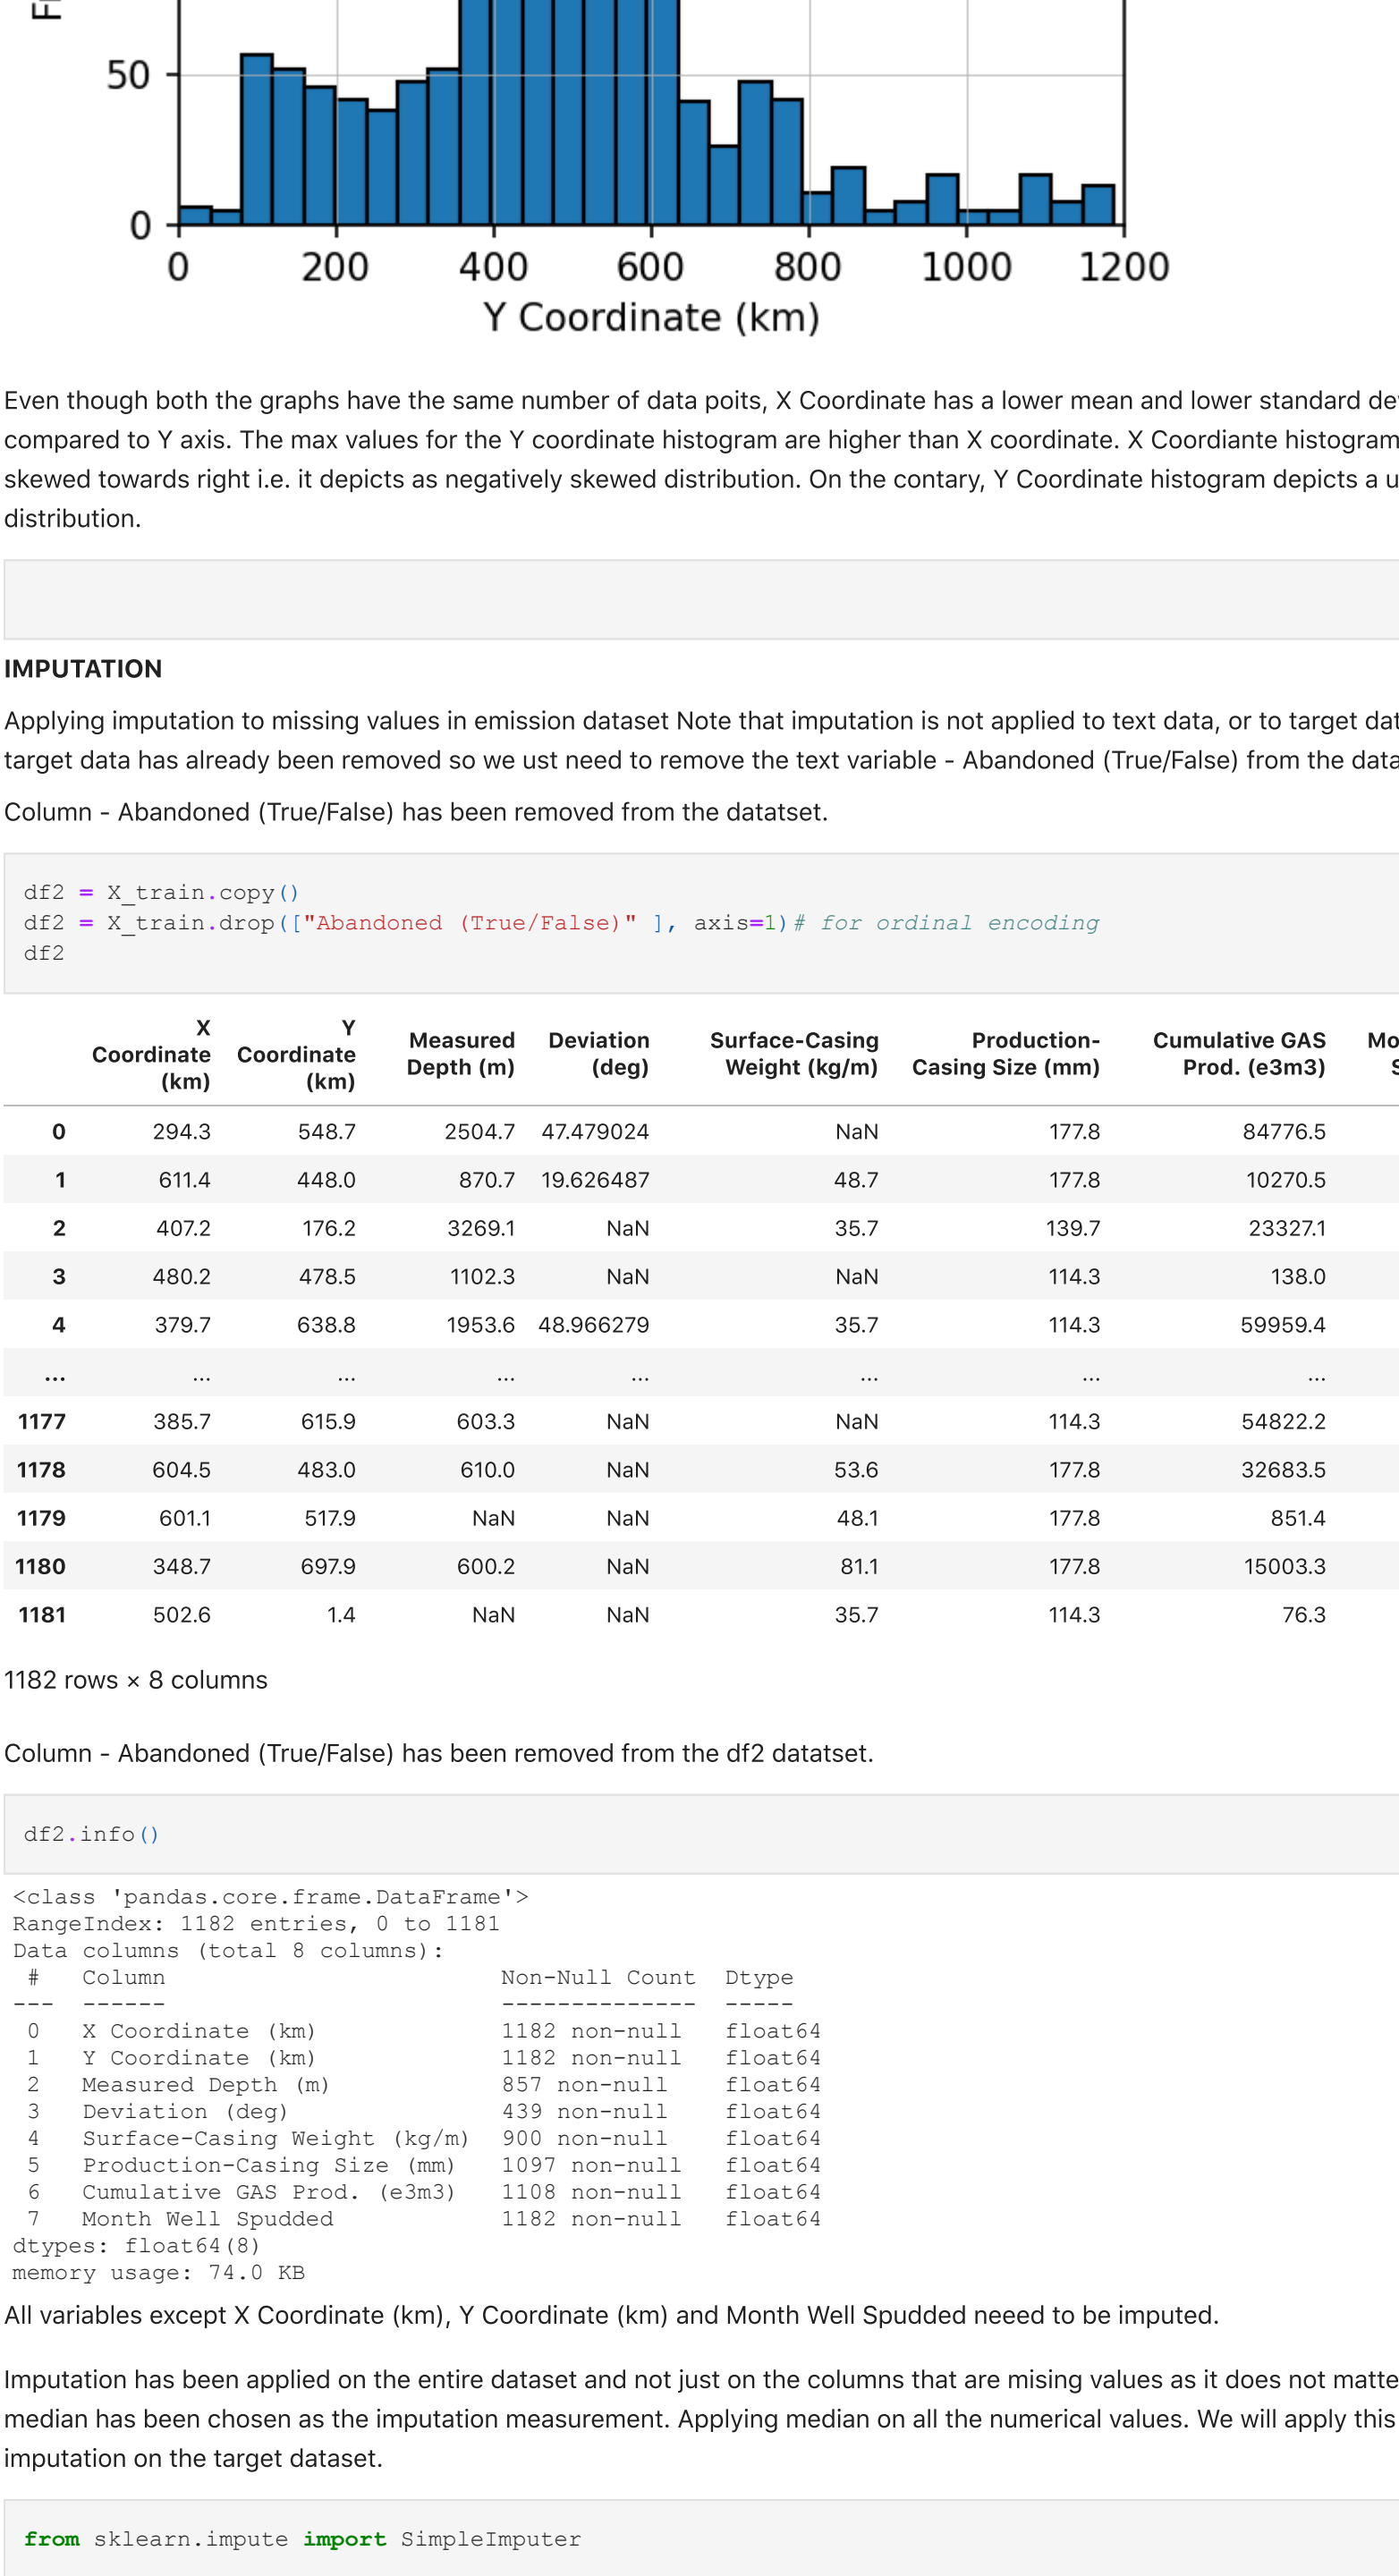 50
0
0 200 400 600 800 1000 1200
Y Coordinate (km)
Even though both the graphs have the same number of data poits, X Coordinate has a lower mean and lower standard
compared to Y axis. The max values for the Y coordinate histogram are higher than X coordinate. X Coordiante histogram
skewed towards right i.e. it depicts as negatively skewed distribution. On the contary, Y Coordinate histogram depicts a
distribution.
IMPUTATION
Applying imputation to missing values in emission dataset Note that imputation is not applied to text data, or to target
target data has already been removed so we ust need to remove the text variable - Abandoned (True/False) from the data
Column - Abandoned (True/False) has been removed from the datatset.
df2 = X_train.copy()
df2 = X_train.drop(["Abandoned (True/False)" ], axis=1)# for ordinal encoding
df2
X Coordinate (km) Y Coordinate (km) Measured Depth (m) Deviation (deg) Surface-Casing Weight (kg/m) Production-Casing Size (mm) Cumulative GAS Prod. (e3m3)
0 294.3 548.7 2504.7 47.479024 NaN 177.8 84776.5
1 611.4 448.0 870.7 19.626487 48.7 177.8 10270.5
2 407.2 176.2 3269.1 NaN 35.7 139.7 23327.1
3 480.2 478.5 1102.3 NaN NaN 114.3 138.0
4 379.7 638.8 1953.6 48.966279 35.7 114.3 59959.4
... ... ... ... ... ... ... ...
1177 385.7 615.9 603.3 NaN NaN 114.3 54822.2
1178 604.5 483.0 610.0 NaN 53.6 177.8 32683.5
1179 601.1 517.9 NaN NaN 48.1 177.8 851.4
1180 348.7 697.9 600.2 NaN 81.1 177.8 15003.3
1181 502.6 1.4 NaN NaN 35.7 114.3 76.3
1182 rows × 8 columns
Column - Abandoned (True/False) has been removed from the df2 datatset.
df2.info()
<class 'pandas.core.frame.DataFrame'>
RangeIndex: 1182 entries, 0 to 1181
Data columns (total 8 columns):
# Column Non-Null Count Dtype
--- ------ -------------- -----
0 X Coordinate (km) 1182 non-null float64
1 Y Coordinate (km) 1182 non-null float64
2 Measured Depth (m) 857 non-null float64
3 Deviation (deg) 439 non-null float64
4 Surface-Casing Weight (kg/m) 900 non-null float64
5 Production-Casing Size (mm) 1097 non-null float64
6 Cumulative GAS Prod. (e3m3) 1108 non-null float64
7 Month Well Spudded 1182 non-null float64
dtypes: float64(8)
memory usage: 74.0 KB
All variables except X Coordinate (km), Y Coordinate (km) and Month Well Spudded neeed to be imputed.
Imputation has been applied on the entire dataset and not just on the columns that are mising values as it does not
median has been chosen as the imputation measurement. Applying median on all the numerical values. We will apply this
imputation on the target dataset.
from sklearn.impute import SimpleImputer